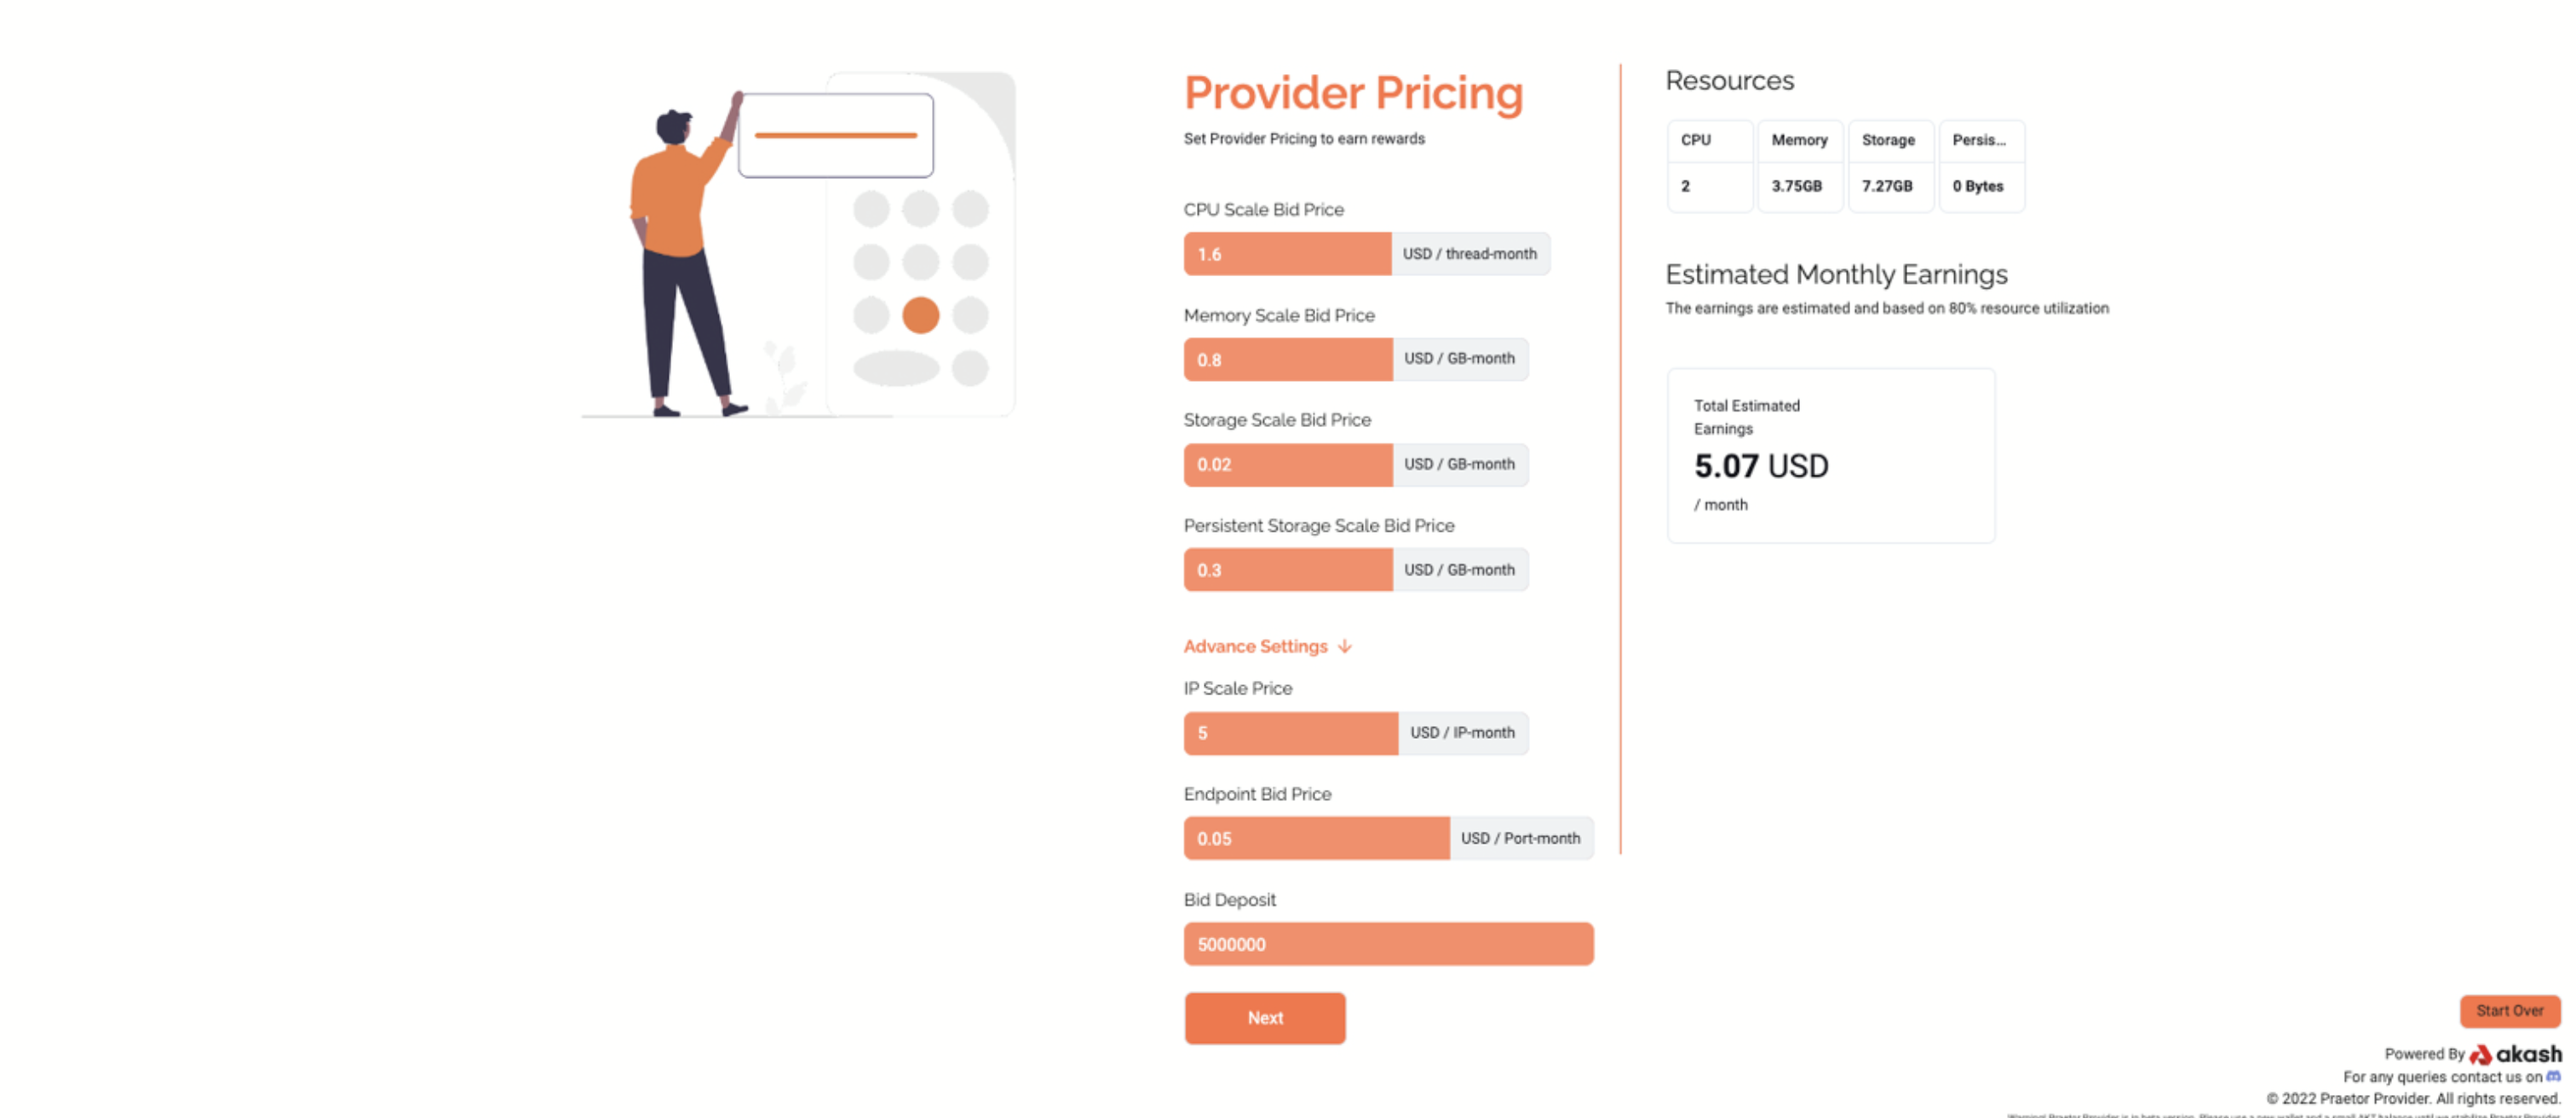 Provider Pricing
Set Provider Pricing to earn rewards
CPU Scale Bid Price
1.6 USD / thread-month
Memory Scale Bid Price
0.8 USD / GB-month
Storage Scale Bid Price
0.02 USD / GB-month
Persistent Storage Scale Bid Price
0.3 USD / GB-month
Advance Settings ↓
IP Scale Price
5 USD / IP-month
Endpoint Bid Price
0.05 USD / Port-month
Bid Deposit
5000000
Next
Resources
CPU Memory Storage Persis...
2 3.75GB 7.27GB 0 Bytes
Estimated Monthly Earnings
The earnings are estimated and based on 80% resource utilization
Total Estimated
Earnings
5.07 USD
/ month
Start Over
Powered By akash
For any queries contact us on
© 2022 Praetor Provider. All rights reserved.